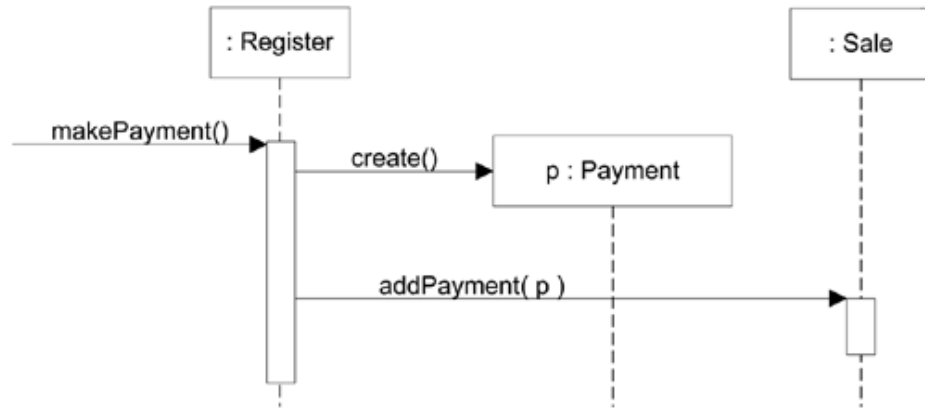 : Register
: Sale
makePayment()
create()
p : Payment
addPayment( p )